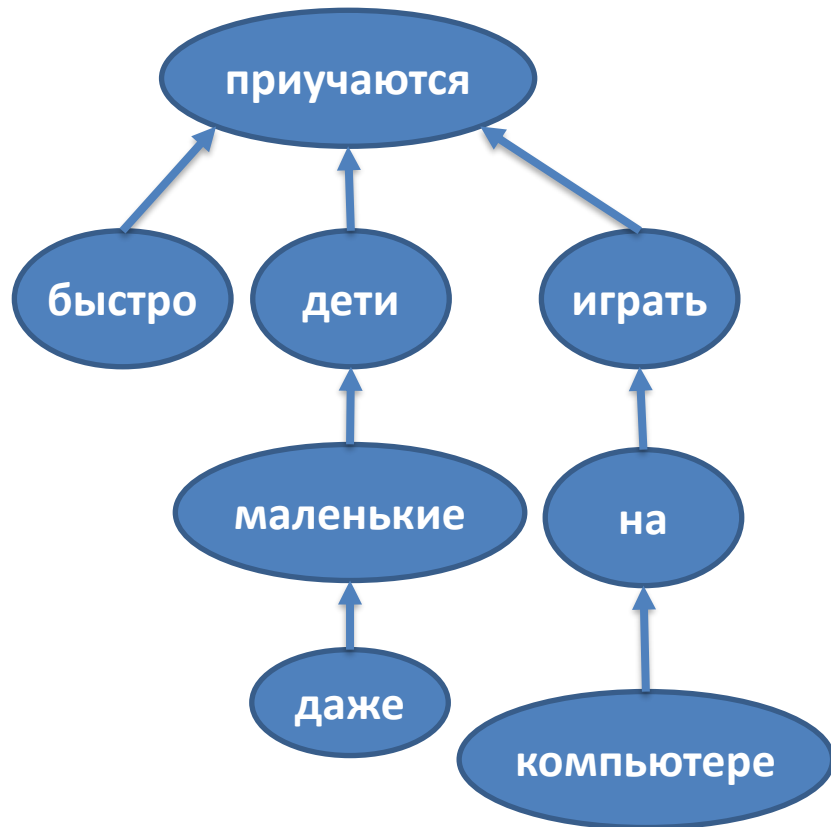 приучаются
быстро
дети
играть
маленькие
на
даже
компьютере